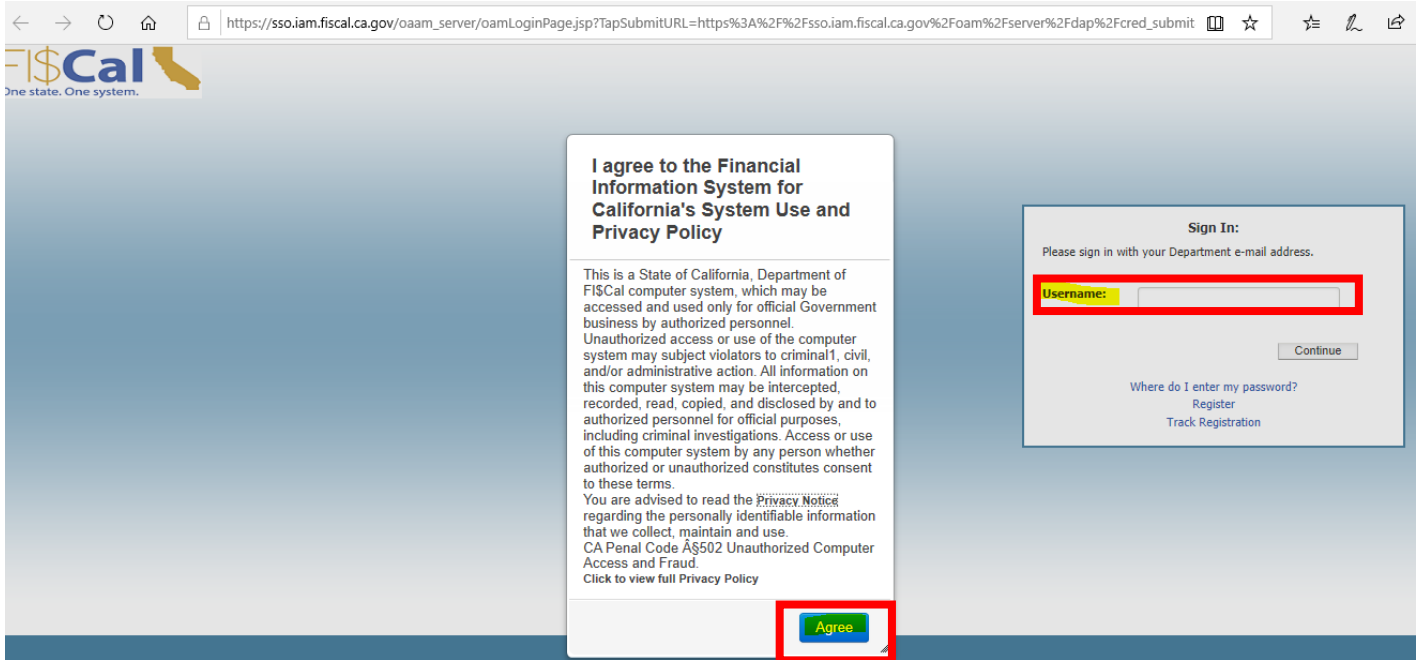 https://sso.iam.fiscal.ca.gov/oaam_server/oamLoginPage.jsp?TapSubmitURL=https%3A%2F%2Fsso.iam.fiscal.ca.gov%2Foam%2Fserver%2Fdap%2Fcred_submit
FI$Cal
One state. One system.
I agree to the Financial
Information System for
California's System Use and
Privacy Policy
This is a State of California, Department of
FI$Cal computer system, which may be
accessed and used only for official Government
business by authorized personnel.
Unauthorized access or use of the computer
system may subject violators to criminal1, civil,
and/or administrative action. All information on
this computer system may be intercepted,
recorded, read, copied, and disclosed by and to
authorized personnel for official purposes,
including criminal investigations. Access or use
of this computer system by any person whether
authorized or unauthorized constitutes consent
to these terms.
You are advised to read the Privacy Notice
regarding the personally identifiable information
that we collect, maintain and use.
CA Penal Code Â§502 Unauthorized Computer
Access and Fraud.
Click to view full Privacy Policy
Agree
Sign In:
Please sign in with your Department e-mail address.
Username:
Continue
Where do I enter my password?
Register
Track Registration